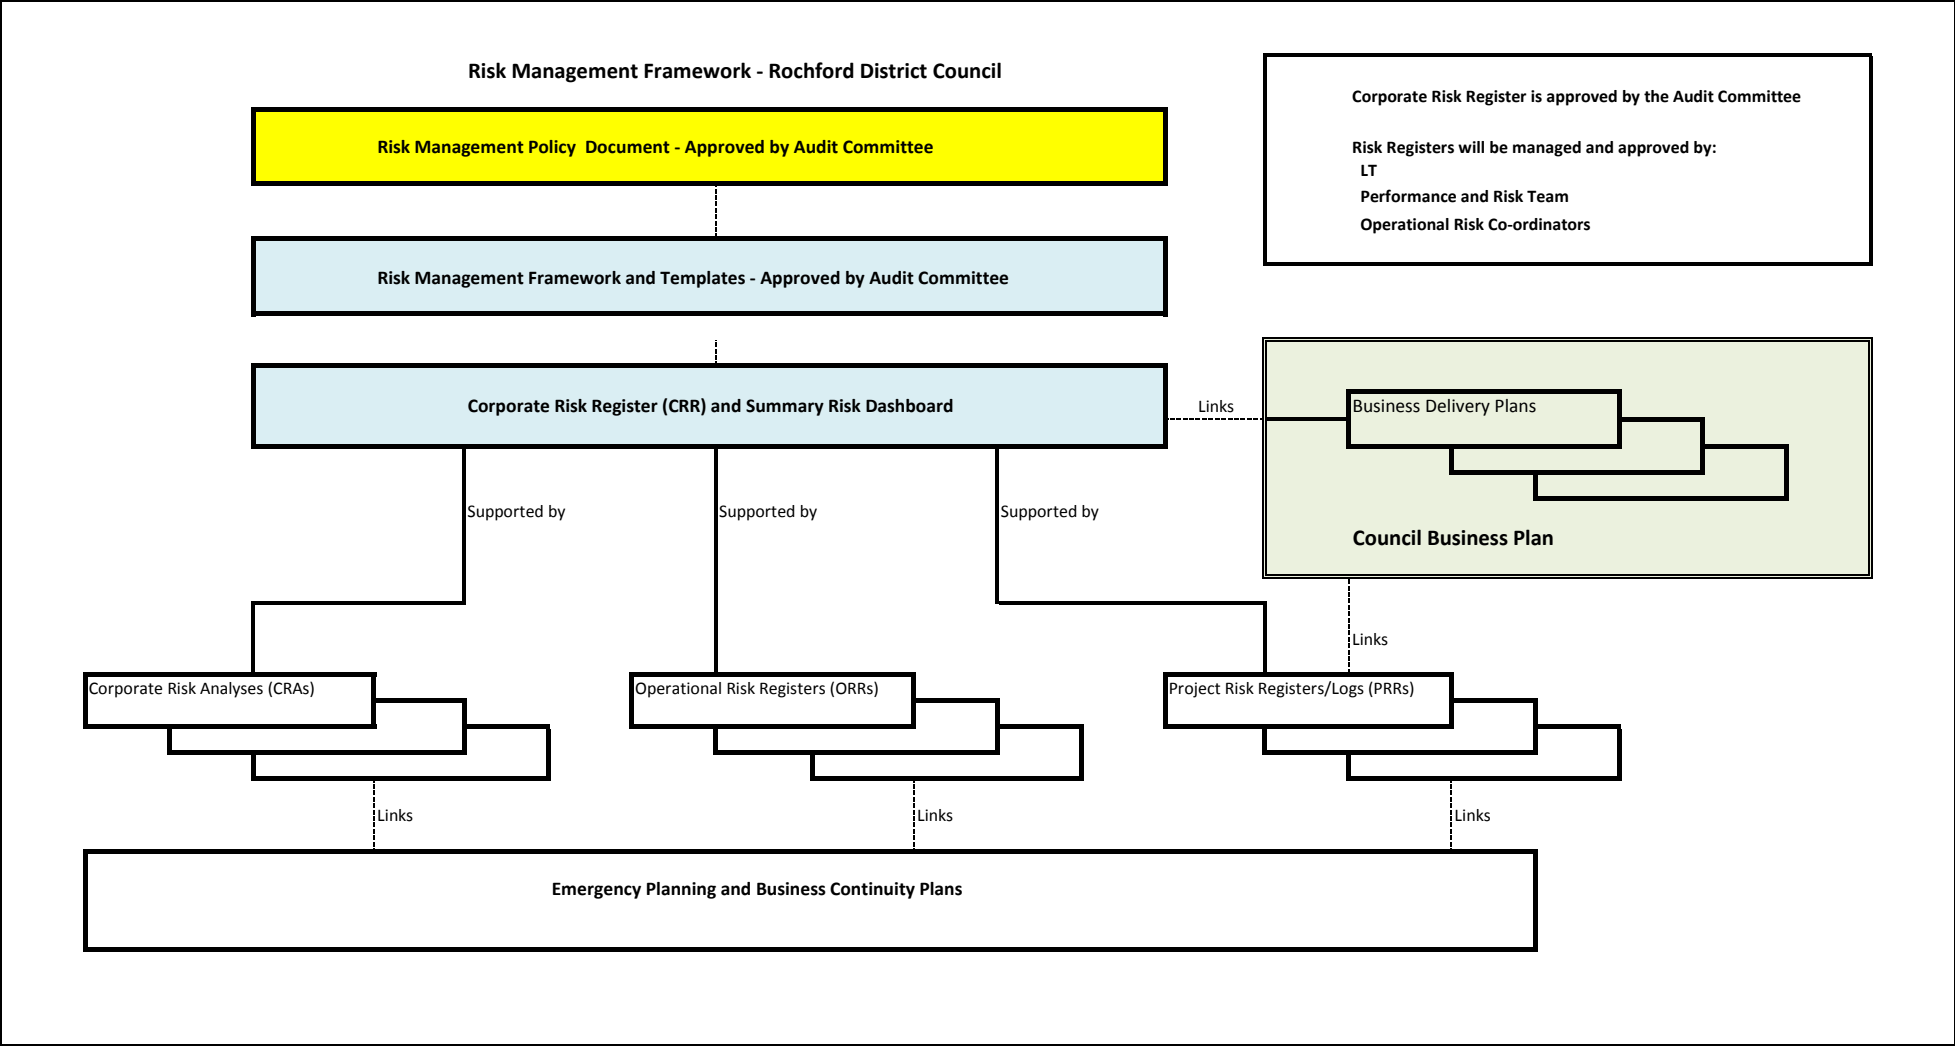 Risk Management Framework - Rochford District Council
Corporate Risk Register is approved by the Audit Committee
Risk Registers will be managed and approved by:
LT
Performance and Risk Team
Operational Risk Co-ordinators
Risk Management Policy  Document - Approved by Audit Committee
Risk Management Framework and Templates - Approved by Audit Committee
Corporate Risk Register (CRR) and Summary Risk Dashboard
Links
Business Delivery Plans
Council Business Plan
Supported by
Supported by
Supported by
Links
Corporate Risk Analyses (CRAs)
Operational Risk Registers (ORRs)
Project Risk Registers/Logs (PRRs)
Links
Links
Links
Emergency Planning and Business Continuity Plans